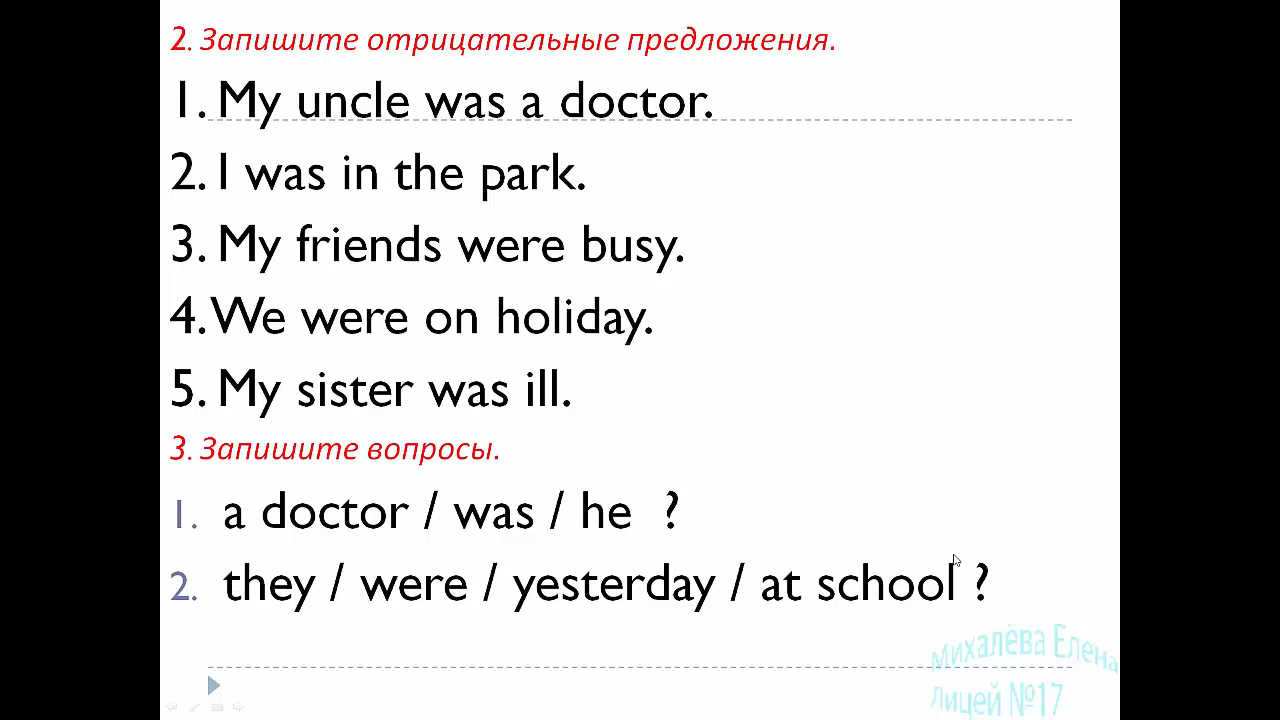 2. Запишите отрицательные предложения.
1. My uncle was a doctor.
2. I was in the park.
3. My friends were busy.
4. We were on holiday.
5. My sister was ill.
3. Запишите вопросы.
1. a doctor / was / he ?
2. they / were / yesterday / at school ?
Михалёва Елена
Лицей №17